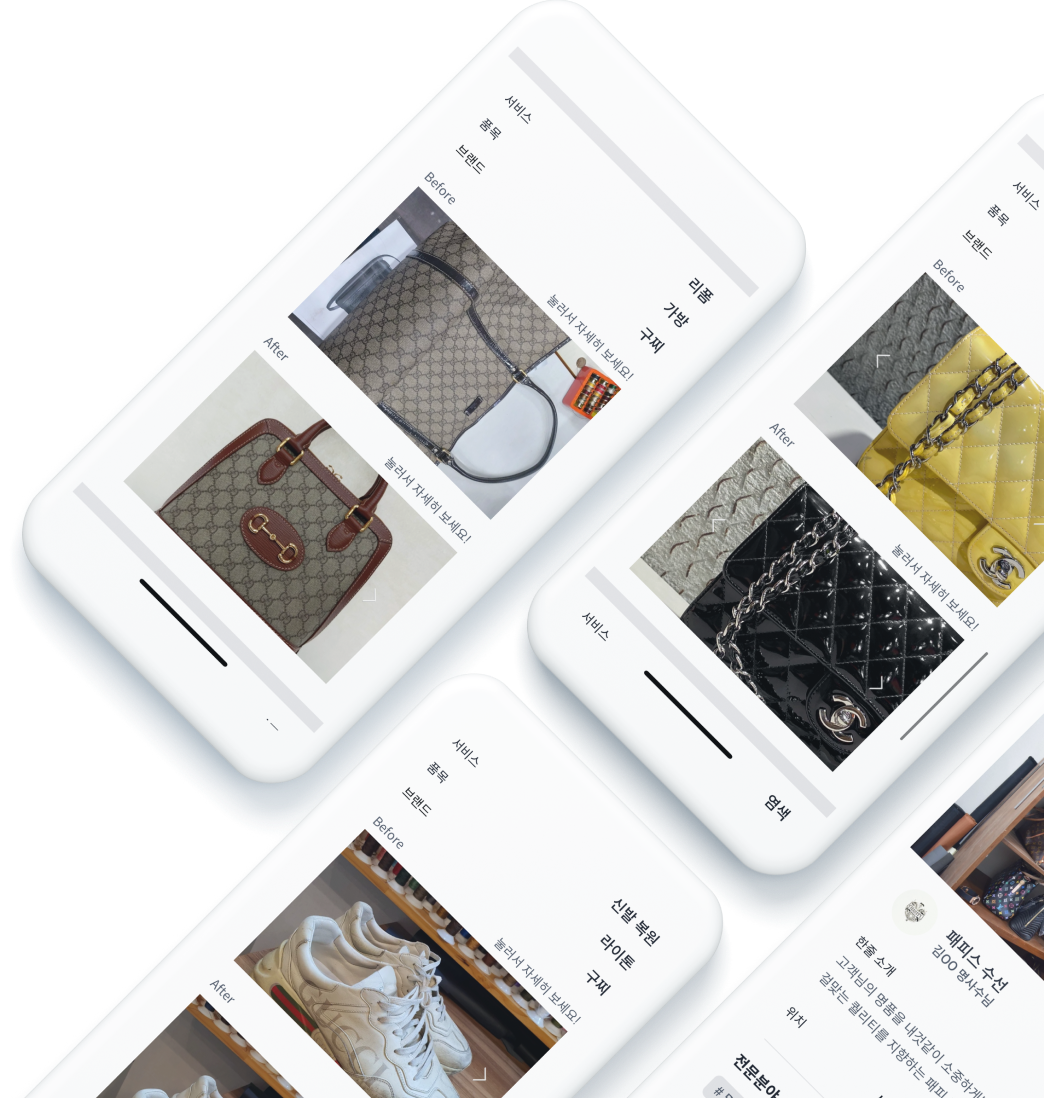 서비스
리폼
품목
가방
브랜드
구찌
Before
눌러서 자세히 보세요!
After
눌러서 자세히 보세요!
서비스
품목
브랜드
Before
눌러서 자세히 보세요!
After
서비스
염색
서비스
신발 복원
품목
라이톤
브랜드
구찌
Before
눌러서 자세히 보세요!
After
패피스 수선
김OO 명사수님
한줄 소개
고객님의 명품을 내것같이 소중하게
걸맞는 퀄리티를 지향하는 패피
위치
전문분야
#